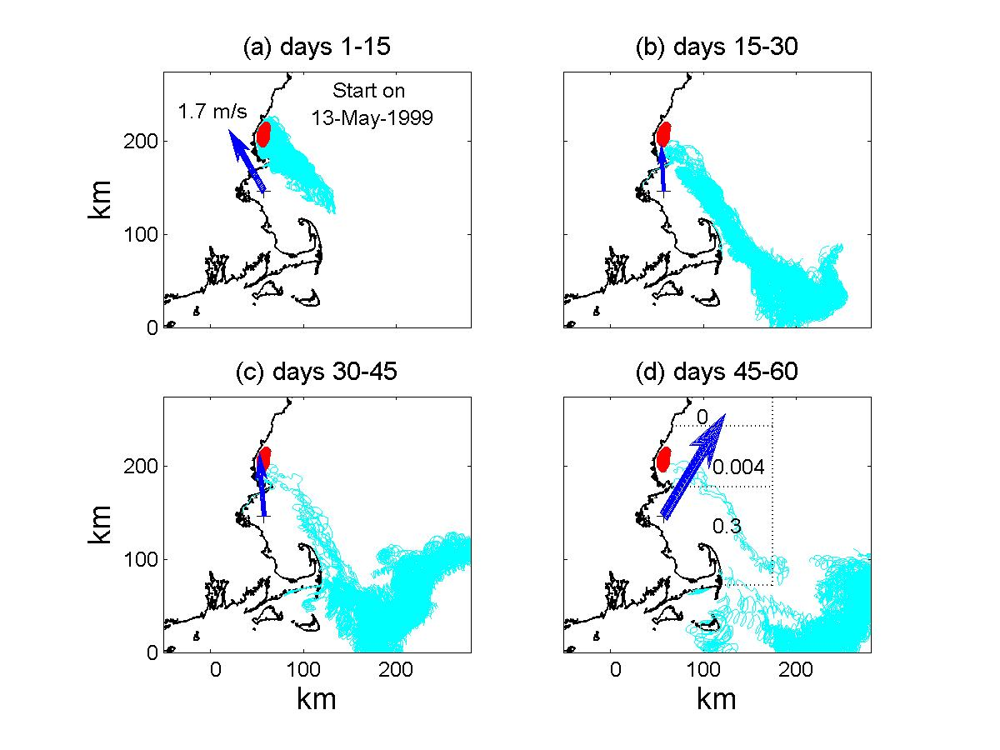 (a) days 1-15
(b) days 15-30
1.7 m/s
Start on
13-May-1999
200
100
0
km
200
100
0
km
(c) days 30-45
(d) days 45-60
0
0.004
0.3
0
100
200
km
0
100
200
km